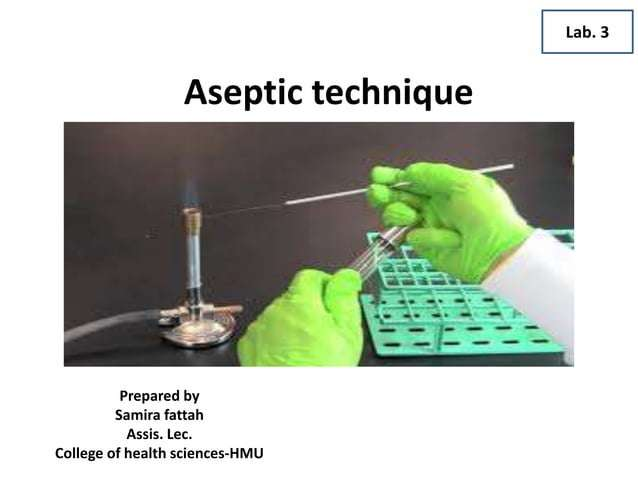 Lab. 3
Aseptic technique
Prepared by
Samira fattah
Assis. Lec.
College of health sciences-HMU